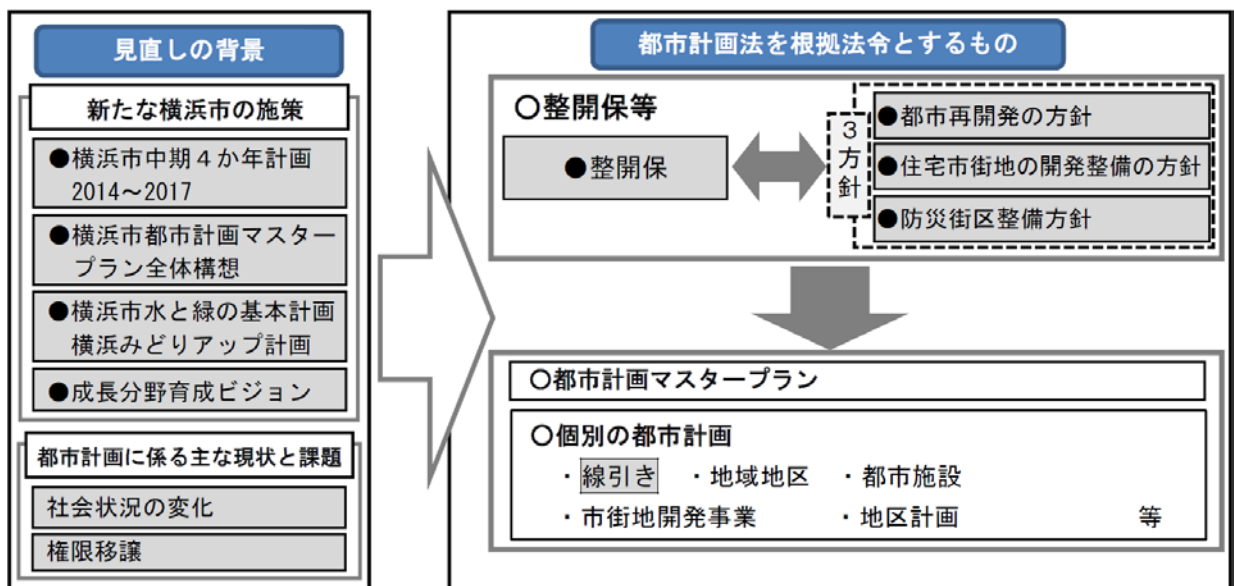 見直しの背景
新たな横浜市の施策
●横浜市中期４か年計画
2014～2017
●横浜市都市計画マスター
プラン全体構想
●横浜市水と緑の基本計画
横浜みどりアップ計画
●成長分野育成ビジョン
都市計画に係る主な現状と課題
社会状況の変化
権限移譲
都市計画法を根拠法令とするもの
○整開保等
●整開保
３方針
●都市再開発の方針
●住宅市街地の開発整備の方針
●防災街区整備方針
○都市計画マスタープラン
○個別の都市計画
・線引き ・地域地区 ・都市施設
・市街地開発事業 ・地区計画 等